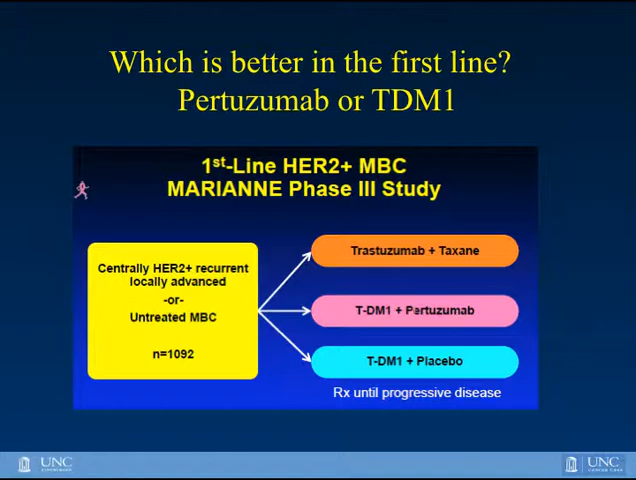 Which is better in the first line?
Pertuzumab or TDM1
1st-Line HER2+ MBC
MARIANNE Phase III Study
Centrally HER2+ recurrent
locally advanced
-or-
Untreated MBC
n=1092
Trastuzumab + Taxane
T-DM1 + Pertuzumab
T-DM1 + Placebo
Rx until progressive disease
UNC
UNC